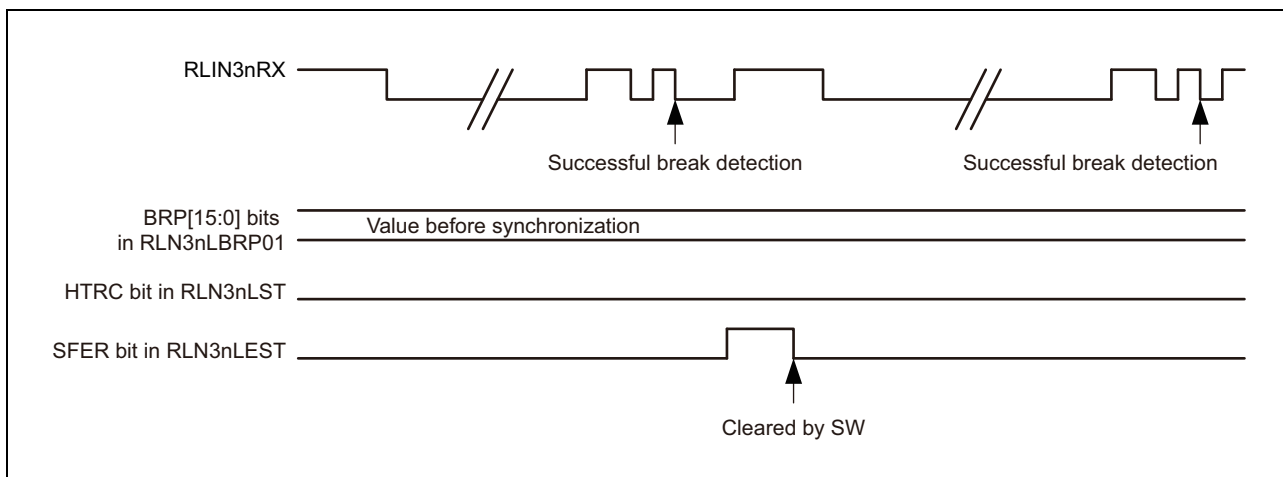 RLIN3nRX
Successful break detection
Successful break detection
BRP[15:0] bits
in RLN3nLBRP01
Value before synchronization
HTRC bit in RLN3nLST
SFER bit in RLN3nLEST
Cleared by SW